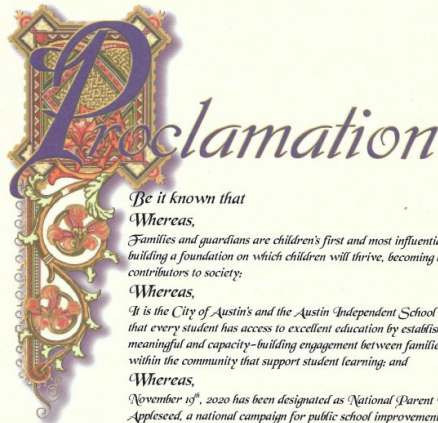 Proclamation
Be it known that
Whereas,
Families and guardians are children's first and most influential
building a foundation on which children will thrive, becoming
contributors to society;
Whereas,
It is the City of Austin's and the Austin Independent School
that every student has access to excellent education by
meaningful and capacity-building engagement between
within the community that support student learning; and
Whereas,
November 19th, 2020 has been designated as National Parent
Appleseed, a national campaign for public school improvement